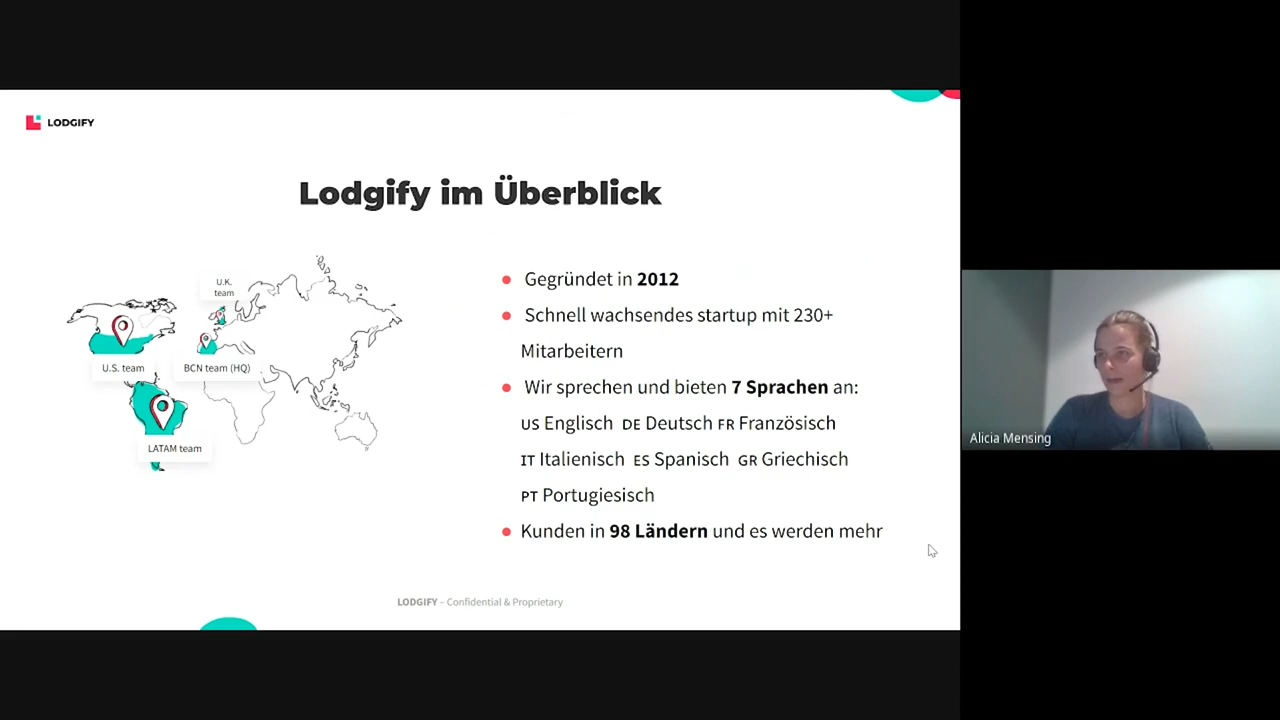 LODGIFY
Lodgify im Überblick
U.K.
team
U.S. team
BCN team (HQ)
LATAM team
Gegründet in 2012
Schnell wachsendes startup mit 230+
Mitarbeitern
Wir sprechen und bieten 7 Sprachen an:
US Englisch DE Deutsch FR Französisch
IT Italienisch ES Spanisch GR Griechisch
PT Portugiesisch
Kunden in 98 Ländern und es werden mehr
LODGIFY – Confidential & Proprietary
Alicia Mensing